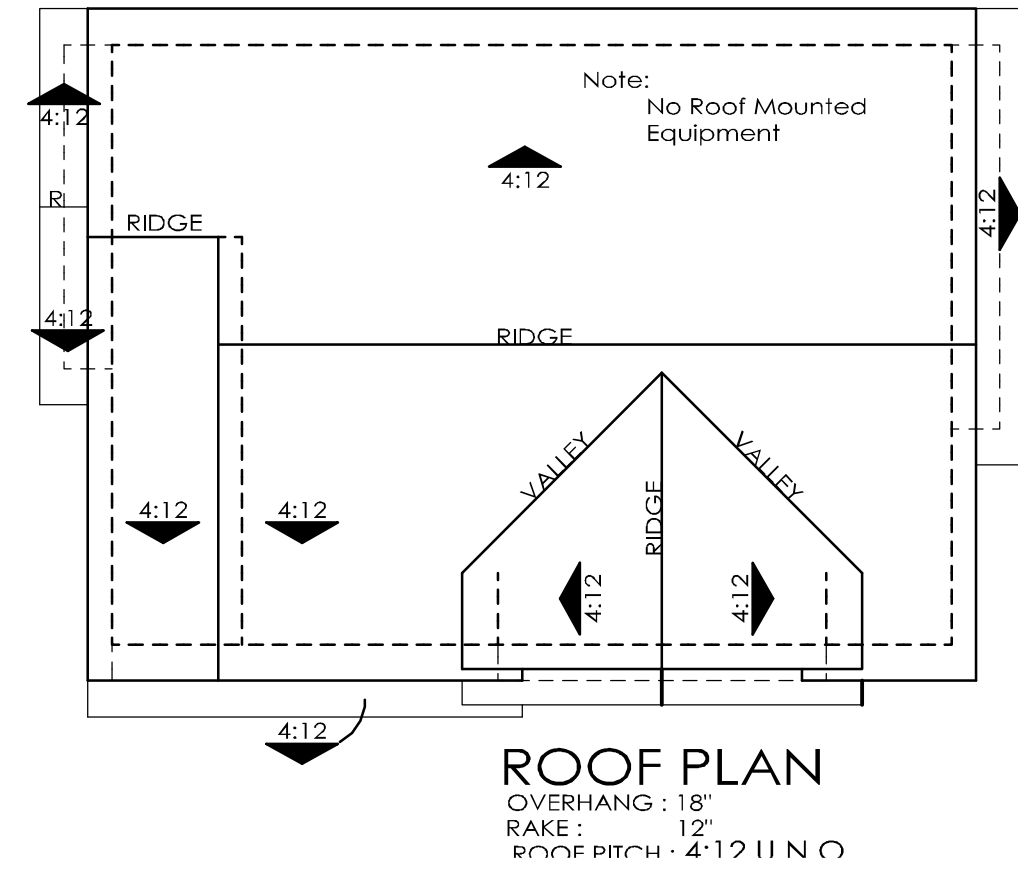 Note:
No Roof Mounted
Equipment
4:12
4:12
4:12
R
RIDGE
4:12
RIDGE
VALLEY
VALLEY
RIDGE
4:12
4:12
4:12
4:12
4:12
ROOF PLAN
OVERHANG : 18"
RAKE : 12"
ROOF PITCH : 4:12 U N O